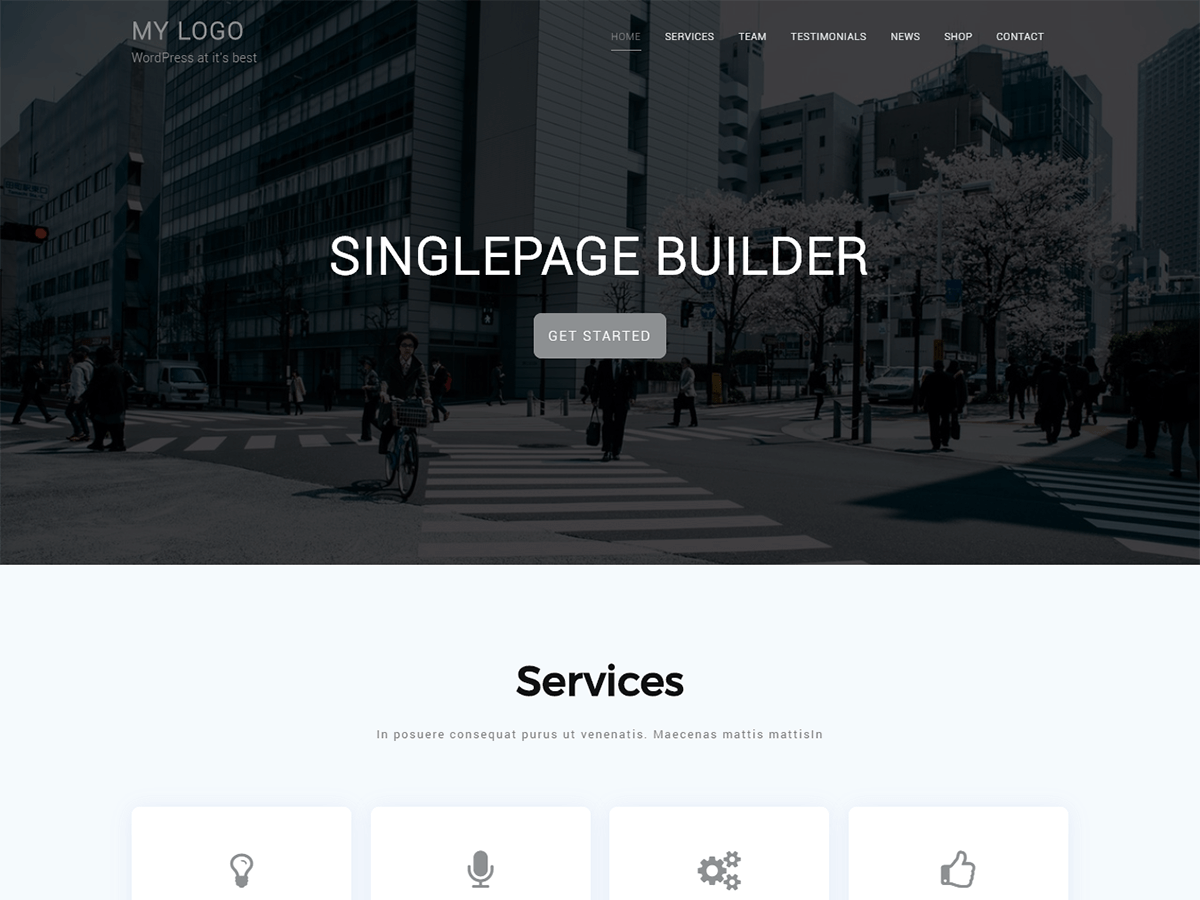 MY LOGO
WordPress at it's best
HOME SERVICES TEAM TESTIMONIALS NEWS SHOP CONTACT
SINGLEPAGE BUILDER
GET STARTED
Services
In posuere consequat purus ut venenatis. Maecenas mattis mattisIn